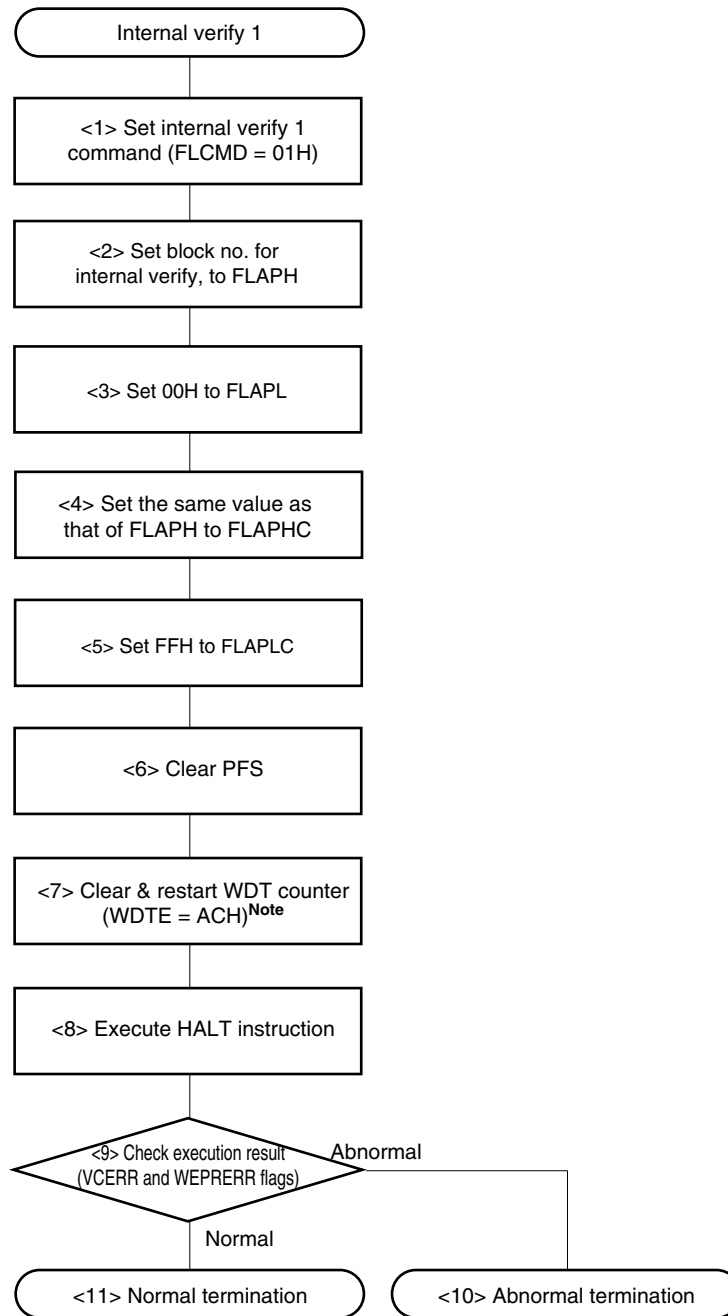 Internal verify 1
<1> Set internal verify 1
command (FLCMD = 01H)
<2> Set block no. for
internal verify, to FLAPH
<3> Set 00H to FLAPL
<4> Set the same value as
that of FLAPH to FLAPHC
<5> Set FFH to FLAPLC
<6> Clear PFS
<7> Clear & restart WDT counter
(WDTE = ACH)Note
<8> Execute HALT instruction
<9> Check execution result
(VCERR and WEPRERR flags)
Abnormal
Normal
<11> Normal termination
<10> Abnormal termination